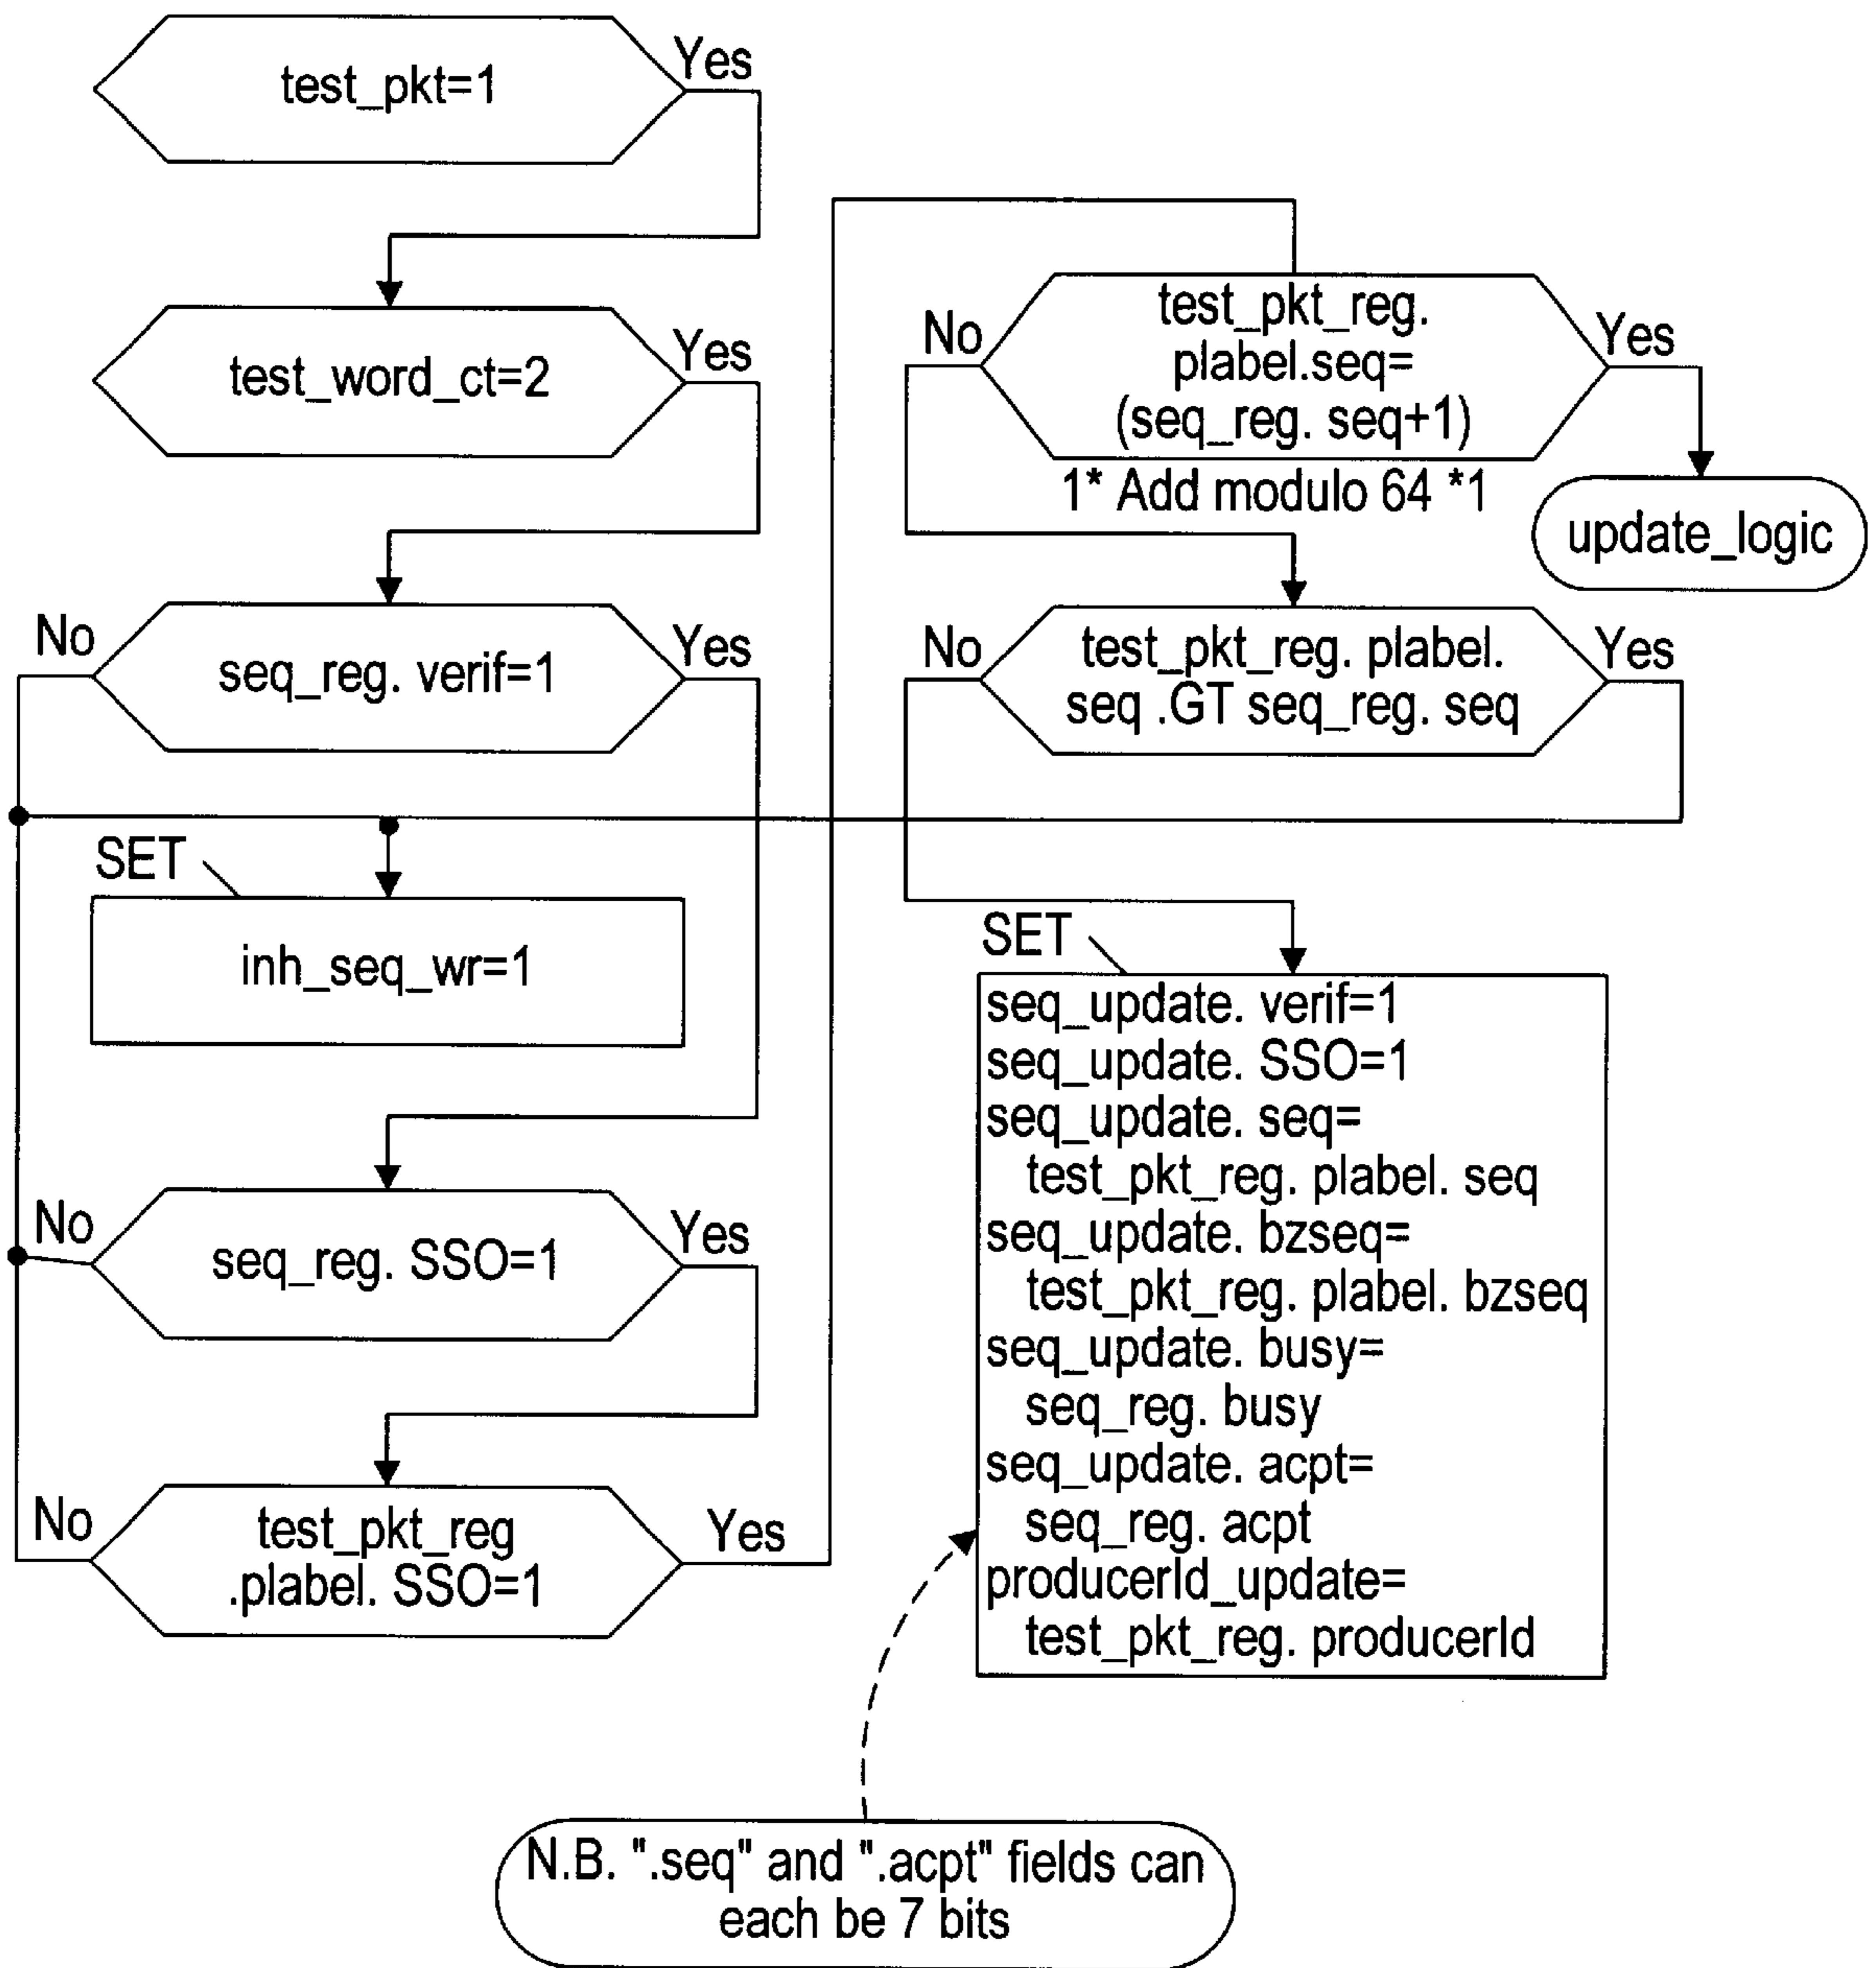 test_pkt=1
Yes
test_word_ct=2
Yes
No
seq_reg. verif=1
Yes
SET
inh_seq_wr=1
No
seq_reg. SSO=1
Yes
No
test_pkt_reg
.plabel. SSO=1
Yes
No
test_pkt_reg.
plabel.seq=
(seq_reg. seq+1)
Yes
1* Add modulo 64 *1
update_logic
No
test_pkt_reg. plabel.
seq .GT seq_reg. seq
Yes
SET
seq_update. verif=1
seq_update. SSO=1
seq_update. seq=
test_pkt_reg. plabel. seq
seq_update. bzseq=
test_pkt_reg. plabel. bzseq
seq_update. busy=
seq_reg. busy
seq_update. acpt=
seq_reg. acpt
producerId_update=
test_pkt_reg. producerId
N.B. ".seq" and ".acpt" fields can
each be 7 bits